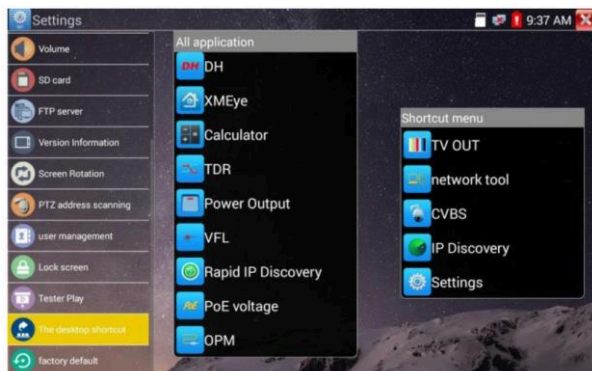 Settings
9:37 AM
Volume
SD card
FTP server
Version Information
Screen Rotation
PTZ address scanning
user management
Lock screen
Tester Play
The desktop shortcut
factory default
All application
DH DH
XMEye
Calculator
TDR
Power Output
VFL
Rapid IP Discovery
PoE voltage
OPM
Shortcut menu
TV OUT
network tool
CVBS
IP Discovery
Settings